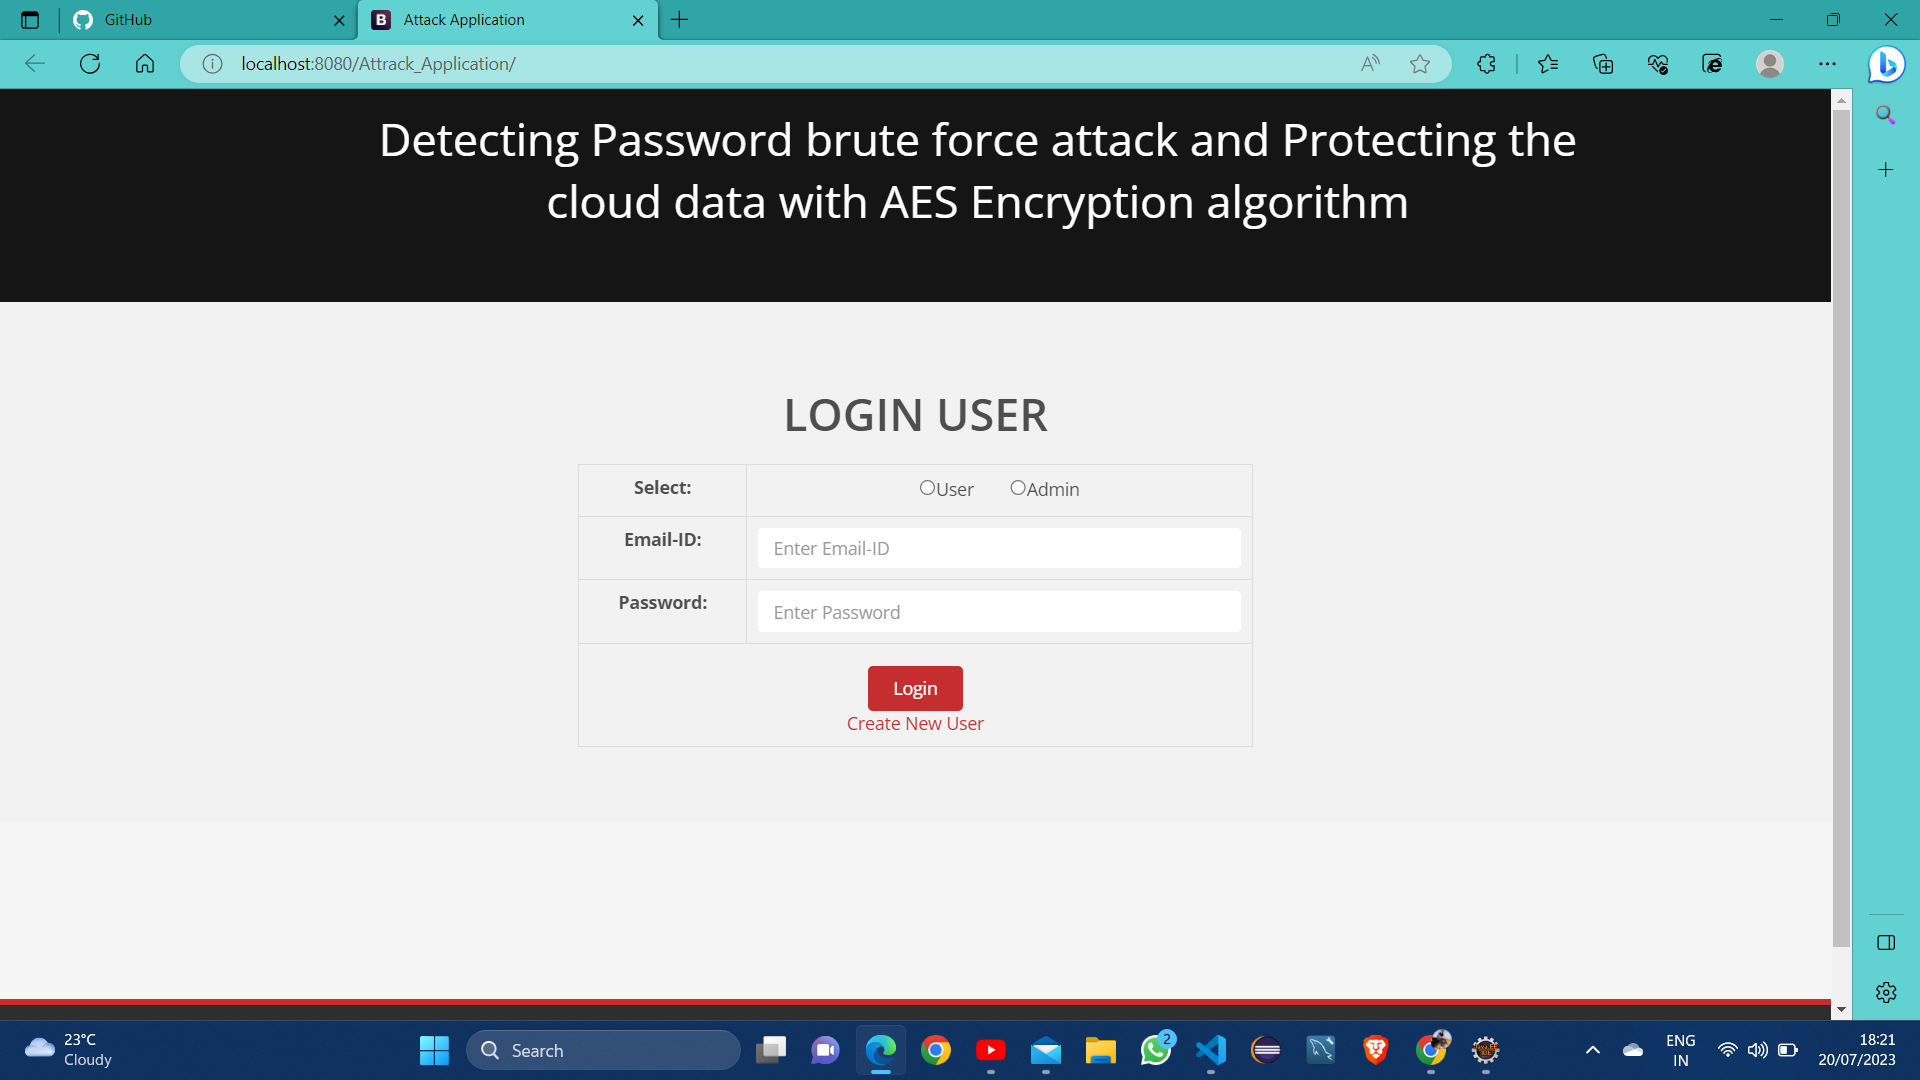 GitHub
Attack Application
localhost:8080/Attrack_Application/
Detecting Password brute force attack and Protecting the
cloud data with AES Encryption algorithm
LOGIN USER
Select:
User Admin
Email-ID:
Enter Email-ID
Password:
Enter Password
Login
Create New User
23°C
Cloudy
Search
2
ENG
IN
18:21
20/07/2023